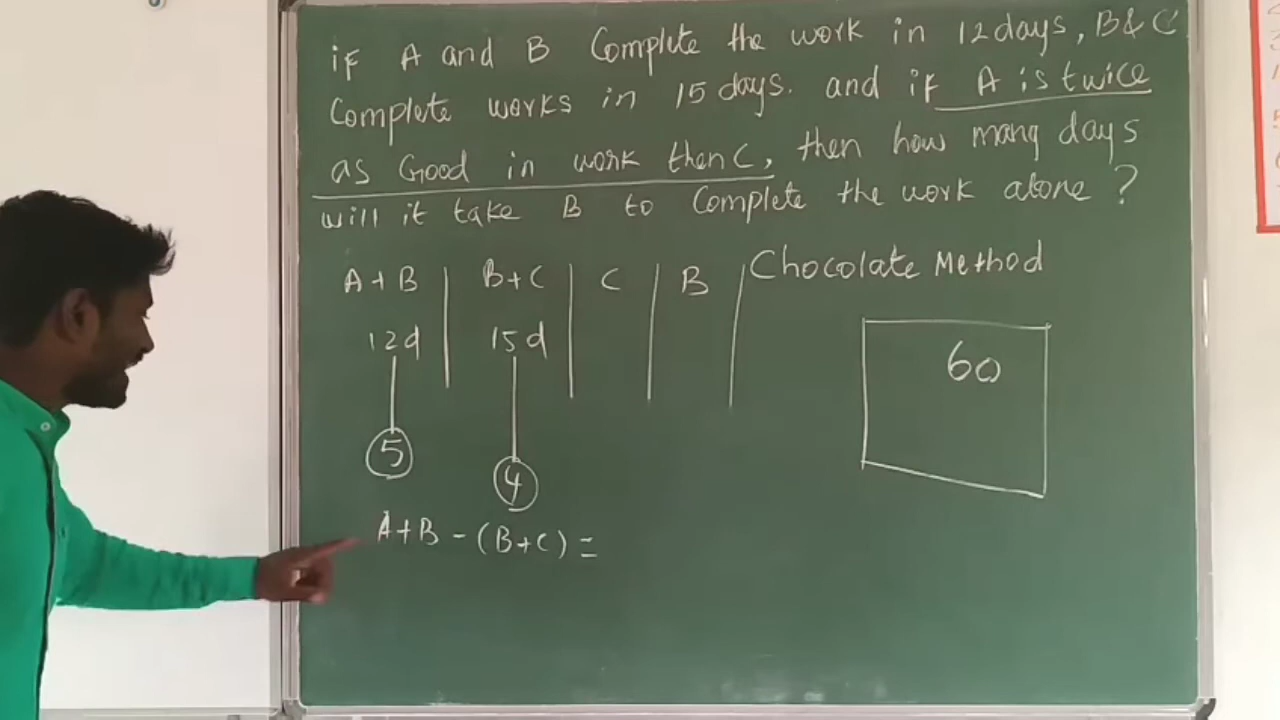 if A and B Complete the work in 12days, B&C
Complete works in 15 days. and if A is twice
as Good in work then C, then how many days
will it take B to Complete the work alone ?
A+B B+C C B Chocolate Method
12d 15d 60
5
4
A+B - (B+C) =